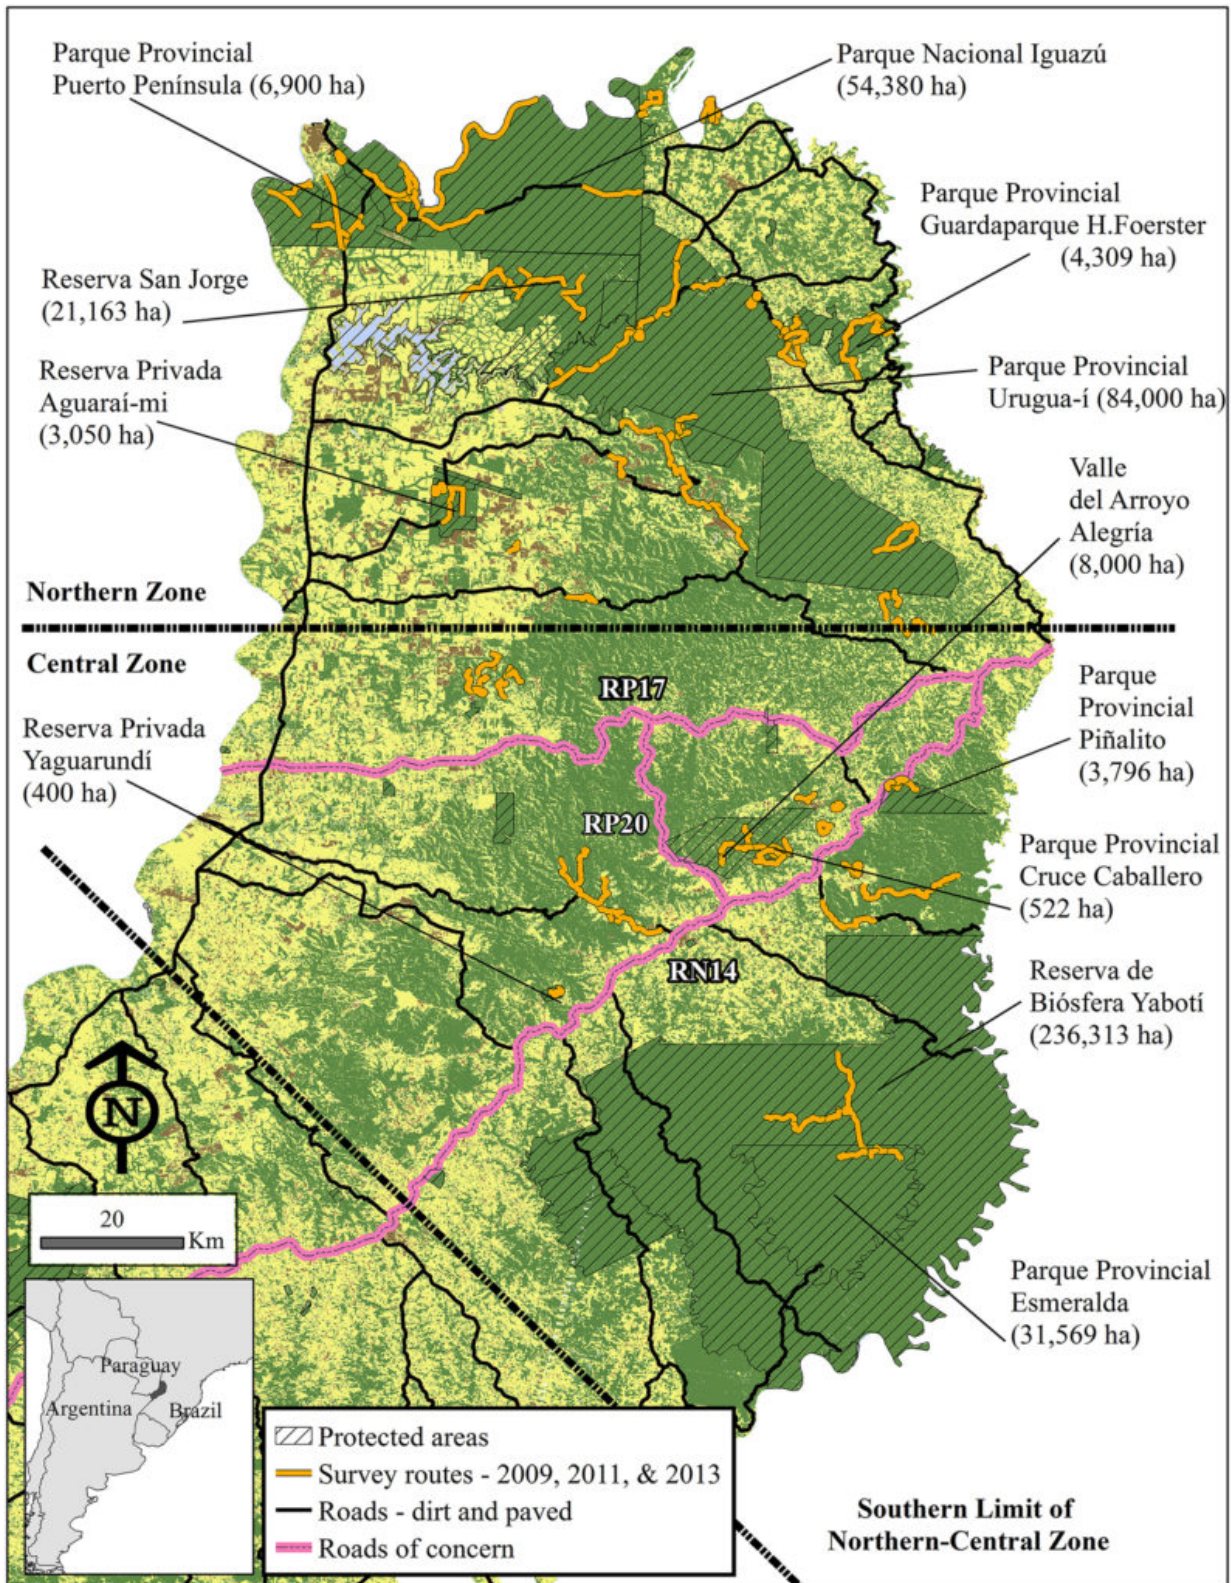 Parque Provincial
Puerto Península (6,900 ha)
Parque Nacional Iguazú
(54,380 ha)
Parque Provincial
Guardaparque H.Foerster
(4,309 ha)
Reserva San Jorge
(21,163 ha)
Reserva Privada
Aguaraí-mi
(3,050 ha)
Parque Provincial
Urugua-í (84,000 ha)
Valle
del Arroyo
Alegría
(8,000 ha)
Northern Zone
Central Zone
RP17
Parque
Provincial
Piñalito
(3,796 ha)
Reserva Privada
Yaguarundí
(400 ha)
RP20
Parque Provincial
Cruce Caballero
(522 ha)
RN14
Reserva de
Biósfera Yabotí
(236,313 ha)
N
20
Km
Parque Provincial
Esmeralda
(31,569 ha)
Paraguay
Argentina
Brazil
Protected areas
Survey routes - 2009, 2011, & 2013
Roads - dirt and paved
Roads of concern
Southern Limit of
Northern-Central Zone